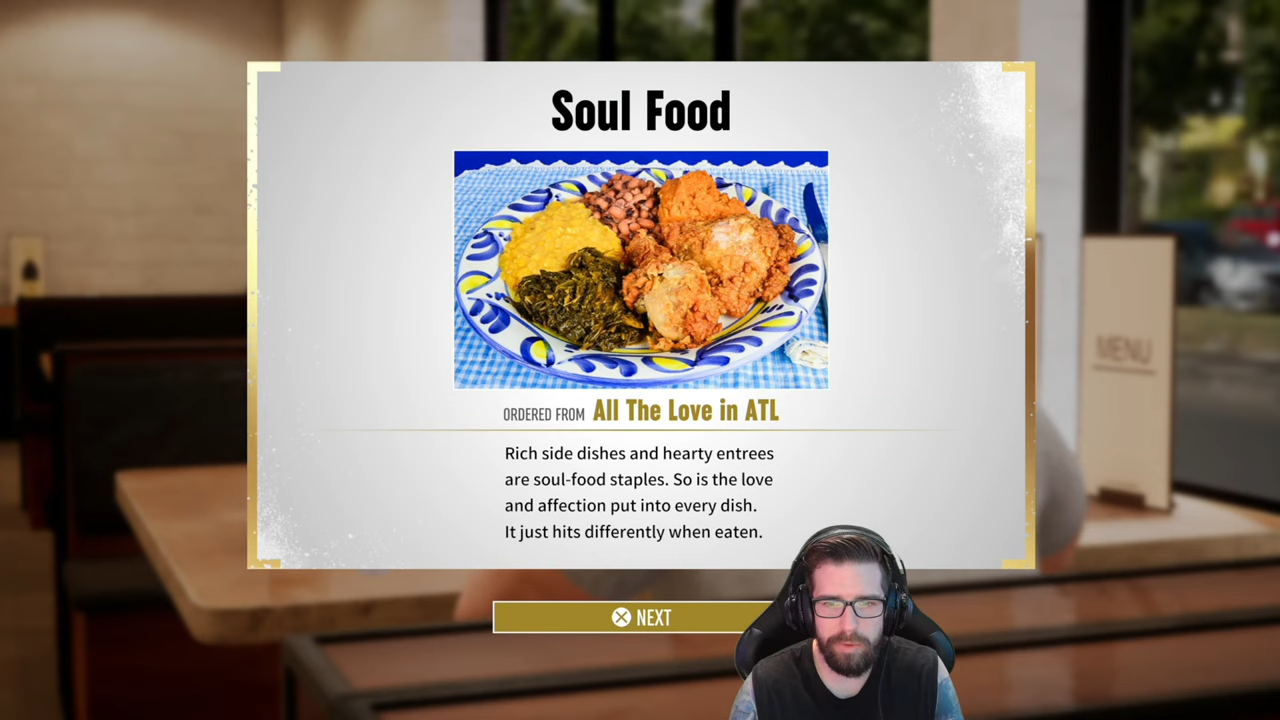 Soul Food
ORDERED FROM All The Love in ATL
Rich side dishes and hearty entrees
are soul-food staples. So is the love
and affection put into every dish.
It just hits differently when eaten.
MENU
NEXT